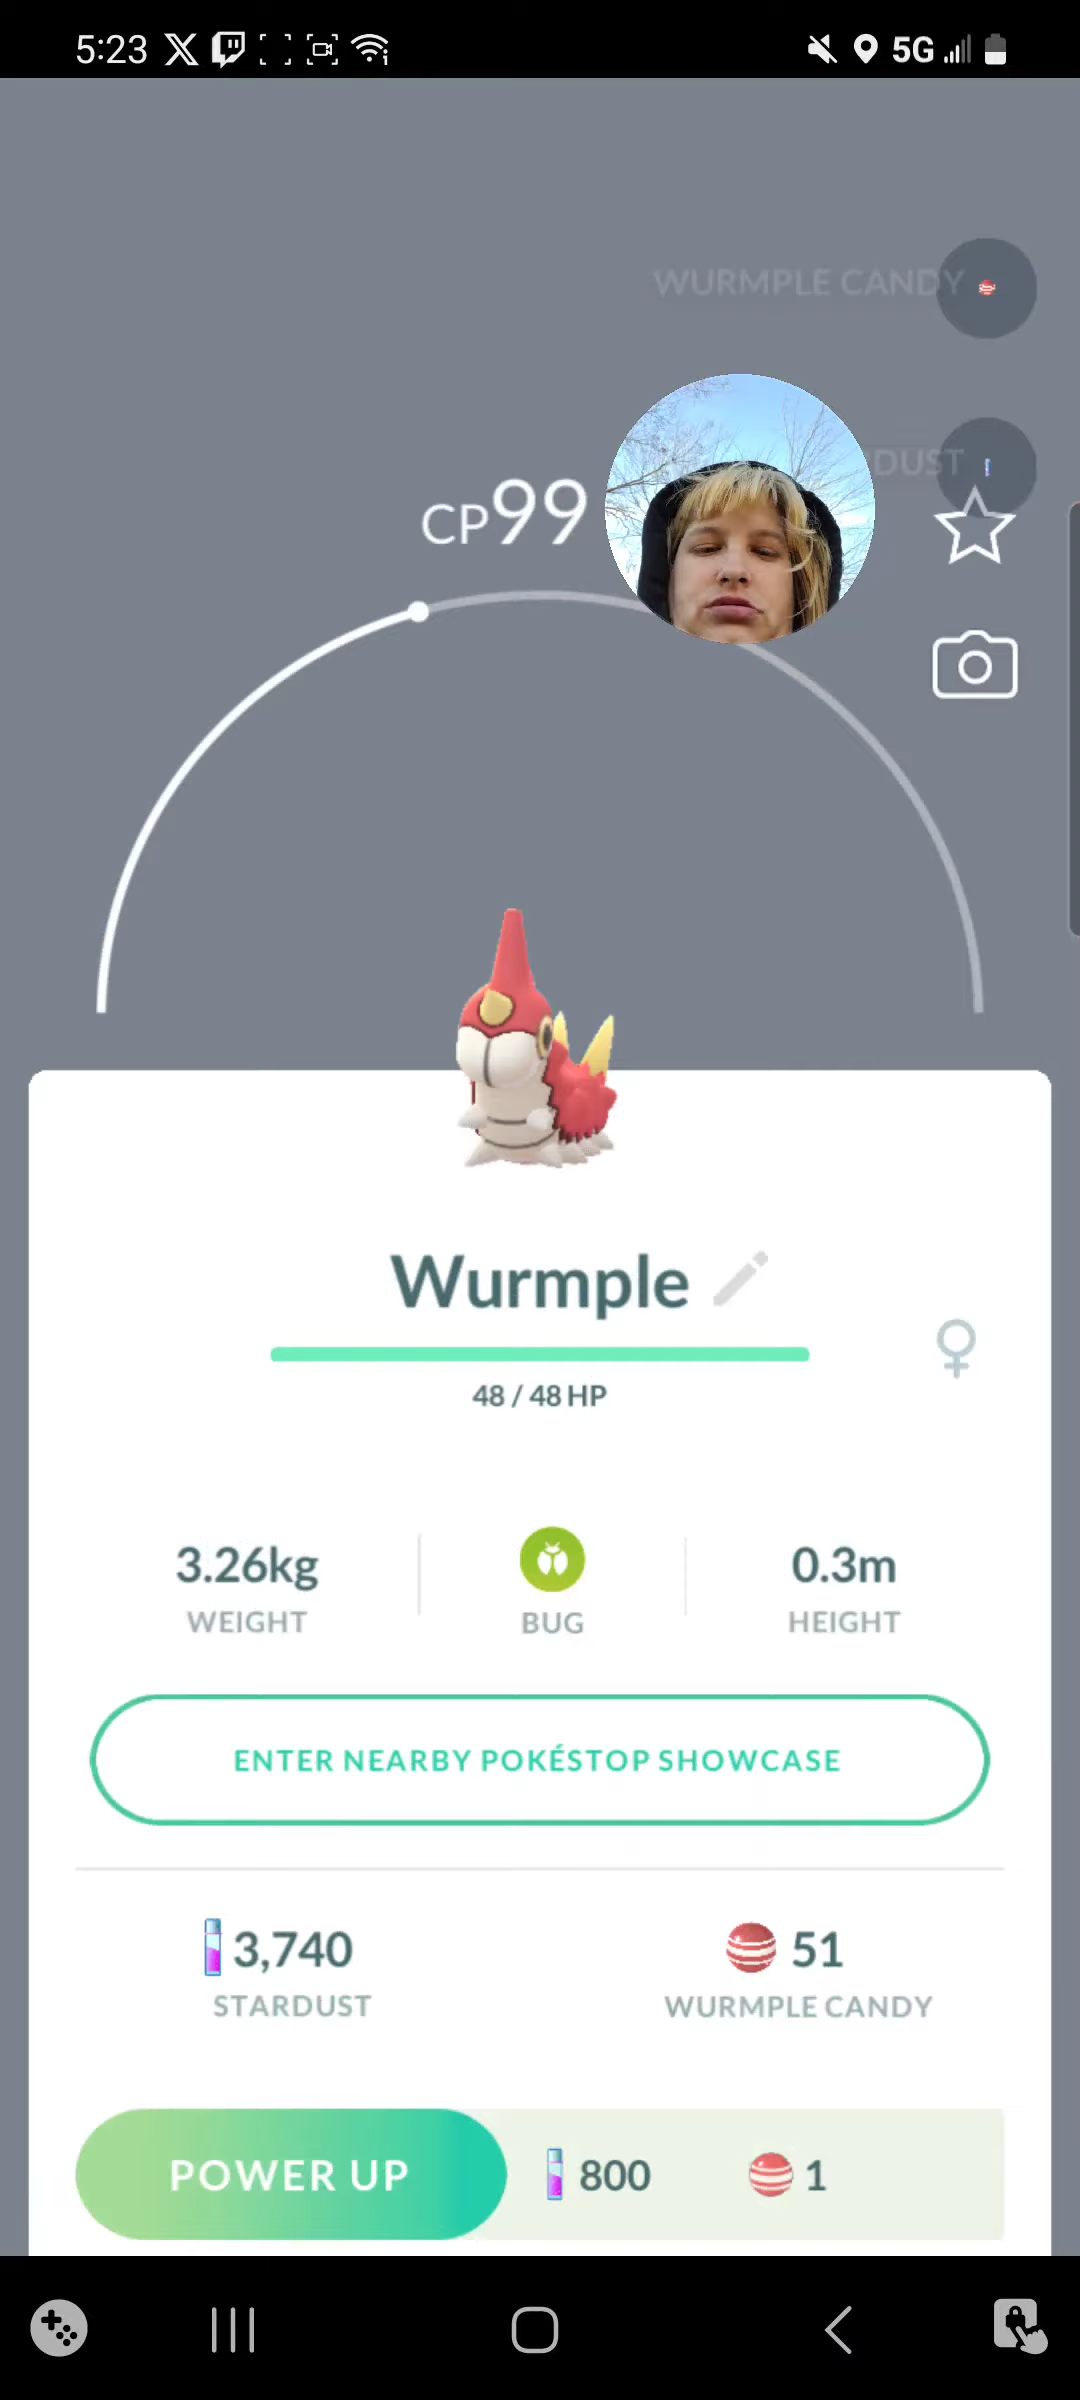 5:23
5G
WURMPLE CANDY
DUST
CP99
Wurmple
48 / 48 HP
3.26kg
WEIGHT
BUG
0.3m
HEIGHT
ENTER NEARBY POKÉSTOP SHOWCASE
3,740
STARDUST
51
WURMPLE CANDY
POWER UP
800
1